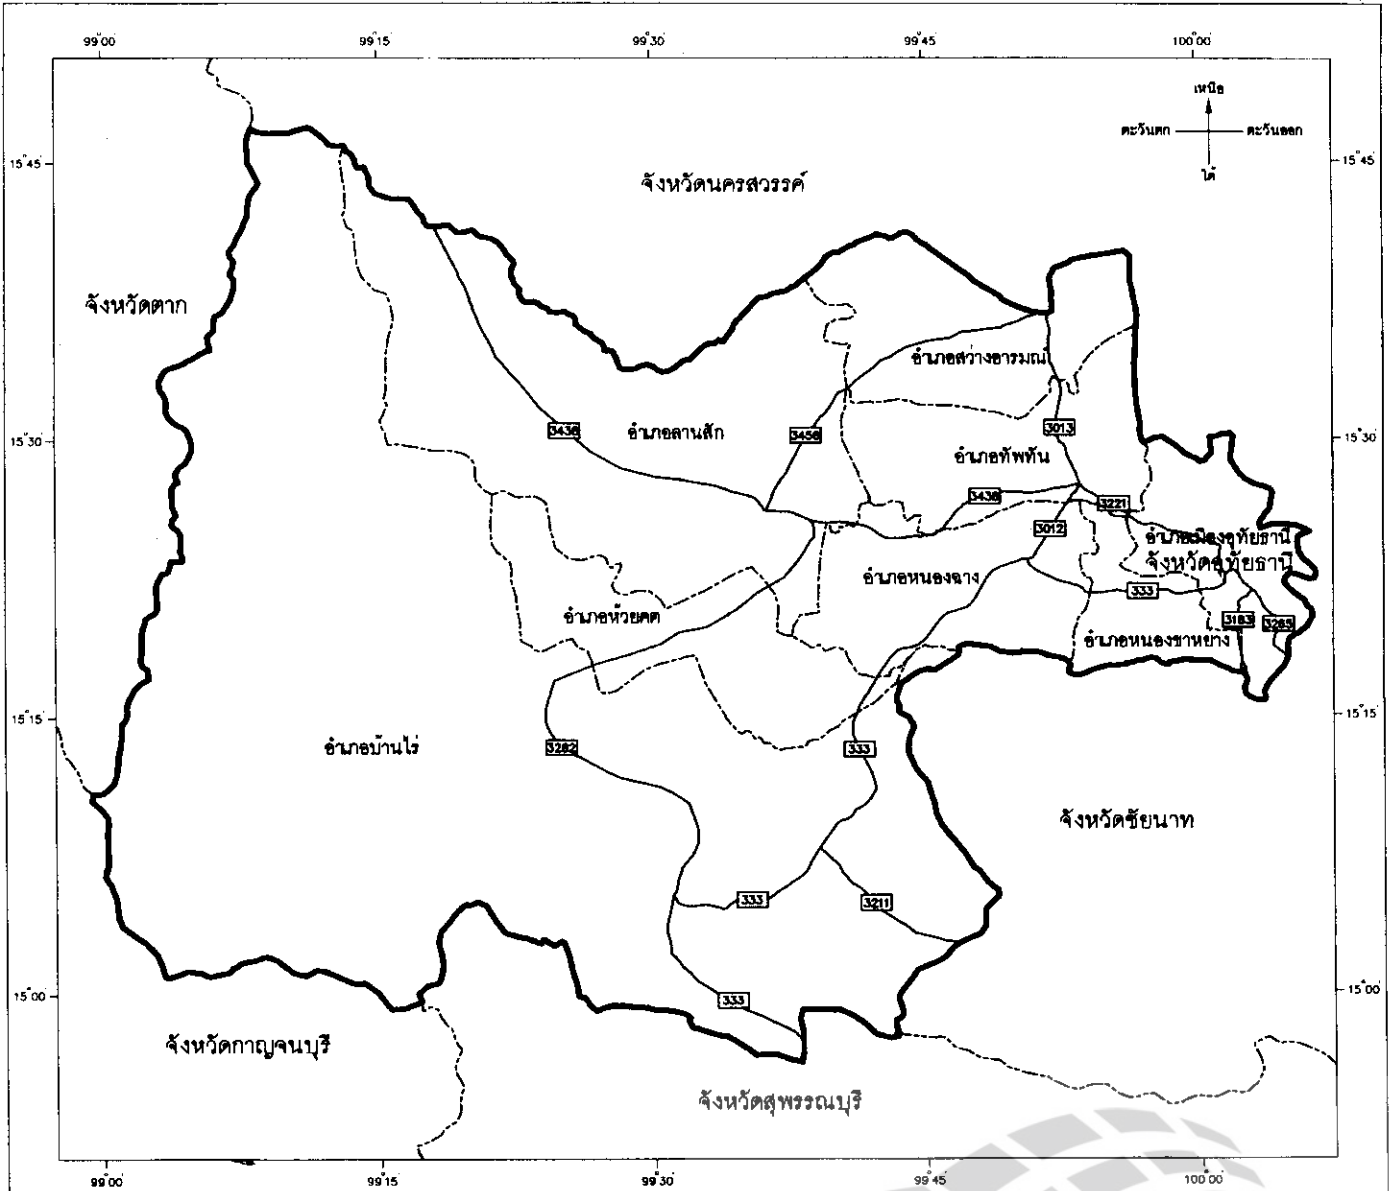 99°00' 99°15' 99°30' 99°45' 100°00'
เหนือ
ตะวันตก ตะวันออก
ใต้
15°45' 15°45'
จังหวัดนครสวรรค์
จังหวัดตาก
อำเภอสว่างอารมณ์
3438 อำเภอลานสัก 3456 3013
15°30' 15°30'
อำเภอทัพทัน
3438 3221
3012
อำเภอเมืองอุทัยธานี
จังหวัดอุทัยธานี
อำเภอหนองฉาง
333
อำเภอห้วยคต
3183 3265
อำเภอหนองขาหย่าง
15°15' 15°15'
อำเภอบ้านไร่ 3282 333
จังหวัดชัยนาท
333 3211
15°00' 333 15°00'
จังหวัดกาญจนบุรี
จังหวัดสุพรรณบุรี
99°00' 99°15' 99°30' 99°45' 100°00'